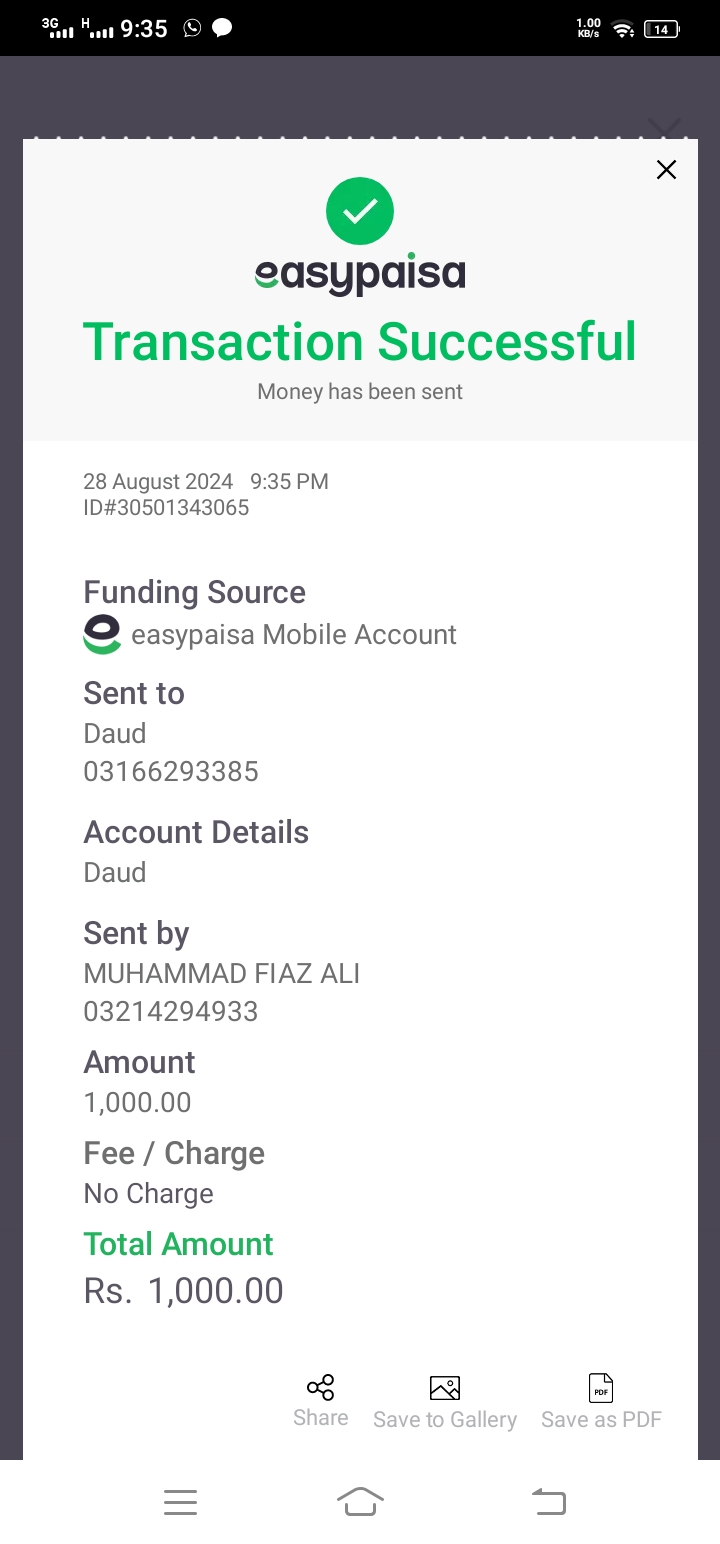 3G H 9:35 1.00 KB/s 14
easypaisa
Transaction Successful
Money has been sent
28 August 2024 9:35 PM
ID#30501343065
Funding Source
easypaisa Mobile Account
Sent to
Daud
03166293385
Account Details
Daud
Sent by
MUHAMMAD FIAZ ALI
03214294933
Amount
1,000.00
Fee / Charge
No Charge
Total Amount
Rs. 1,000.00
PDF
Share Save to Gallery Save as PDF